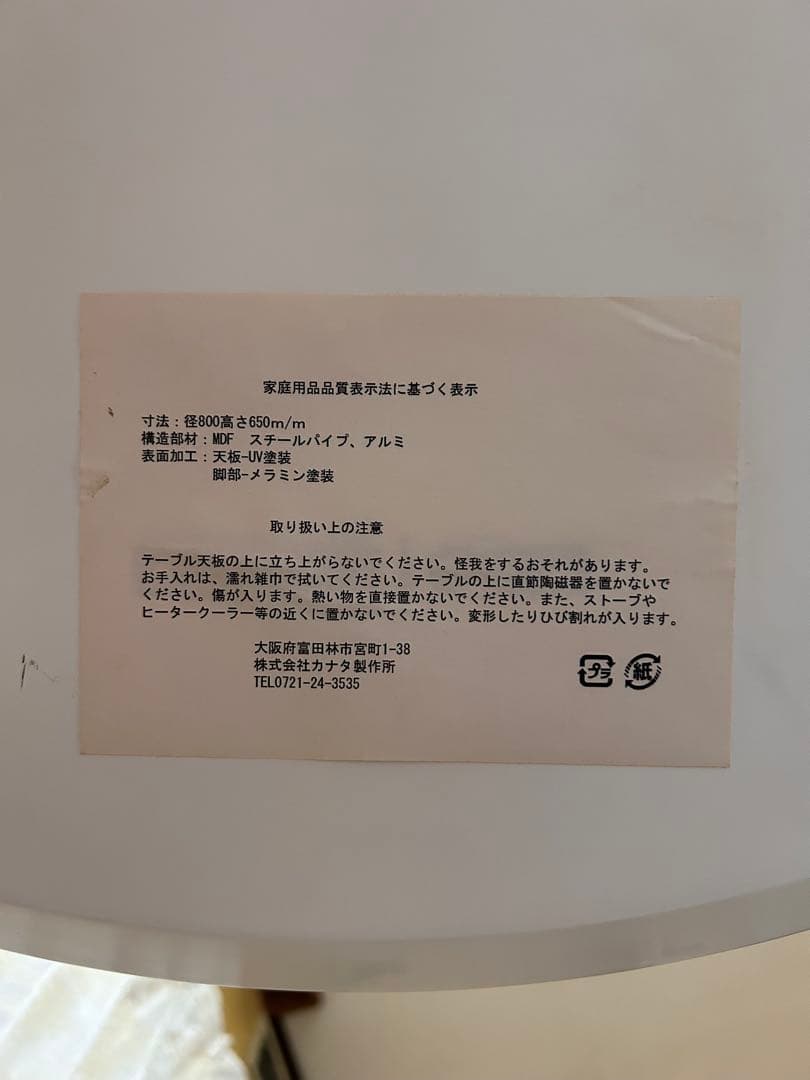 家庭用品品質表示法に基づく表示
寸法：径800高さ650m/m
構造部材：MDF　スチールパイプ、アルミ
表面加工：天板-UV塗装
脚部-メラミン塗装
取り扱い上の注意
テーブル天板の上に立ち上がらないでください。怪我をするおそれがあります。
お手入れは、濡れ雑巾で拭いてください。テーブルの上に直節陶磁器を置かないで
ください。傷が入ります。熱い物を直接置かないでください。また、ストーブや
ヒータークーラー等の近くに置かないでください。変形したりひび割れが入ります。
大阪府富田林市宮町1-38
株式会社カナタ製作所
TEL0721-24-3535
プラ 紙